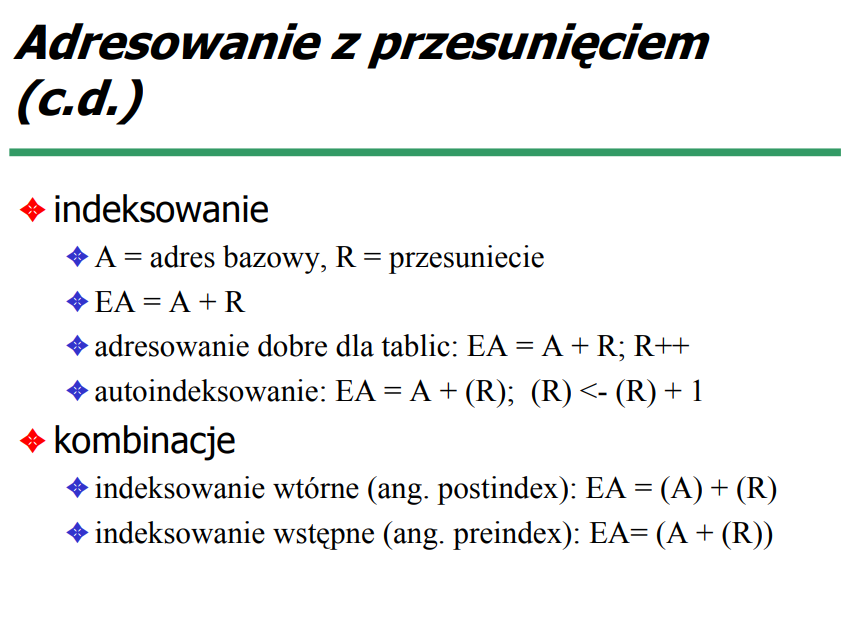 Adresowanie z przesunięciem
(c.d.)
indeksowanie
A = adres bazowy, R = przesuniecie
EA = A + R
adresowanie dobre dla tablic: EA = A + R; R++
autoindeksowanie: EA = A + (R); (R) <- (R) + 1
kombinacje
indeksowanie wtórne (ang. postindex): EA = (A) + (R)
indeksowanie wstępne (ang. preindex): EA= (A + (R))